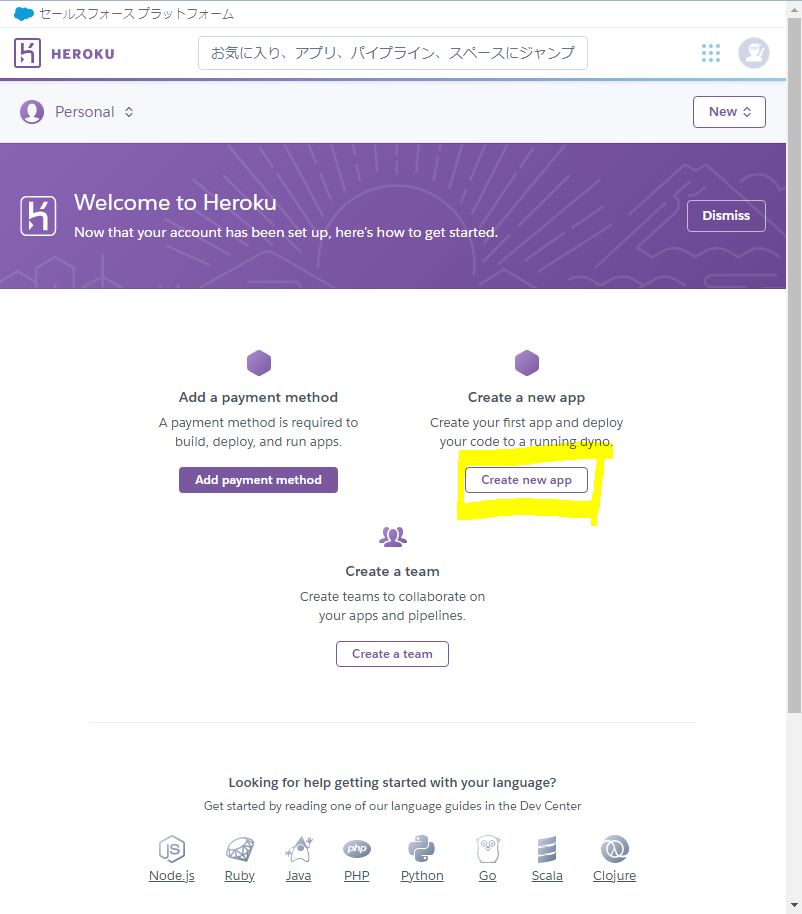 セールスフォース プラットフォーム
HEROKU
お気に入り、アプリ、パイプライン、スペースにジャンプ
Personal
New
Welcome to Heroku
Now that your account has been set up, here's how to get started.
Dismiss
Add a payment method
A payment method is required to
build, deploy, and run apps.
Add payment method
Create a new app
Create your first app and deploy
your code to a running dyno.
Create new app
Create a team
Create teams to collaborate on
your apps and pipelines.
Create a team
Looking for help getting started with your language?
Get started by reading one of our language guides in the Dev Center
JS
php
Node.js Ruby Java PHP Python Go Scala Clojure